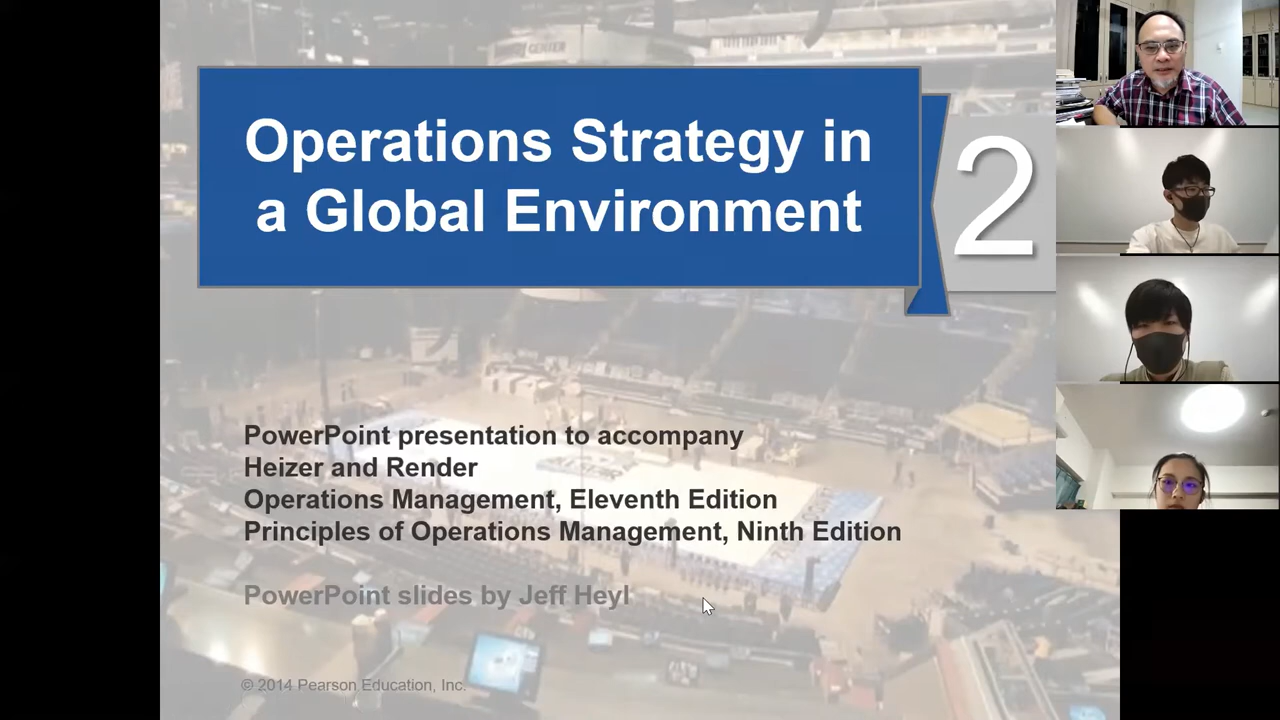 Operations Strategy in
a Global Environment
2
PowerPoint presentation to accompany
Heizer and Render
Operations Management, Eleventh Edition
Principles of Operations Management, Ninth Edition
PowerPoint slides by Jeff Heyl
© 2014 Pearson Education, Inc.